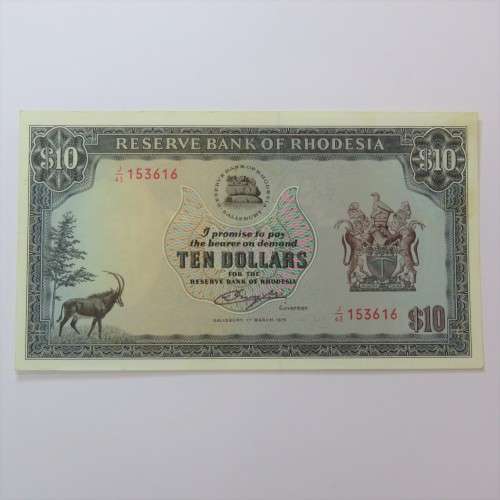 RESERVE BANK OF RHODESIA
$10
$10
J/43 153616
RESERVE BANK OF RHODESIA
SALISBURY
I promise to pay
the bearer on demand
TEN DOLLARS
FOR THE
RESERVE BANK OF RHODESIA
GOVERNOR
J/43 153616
$10